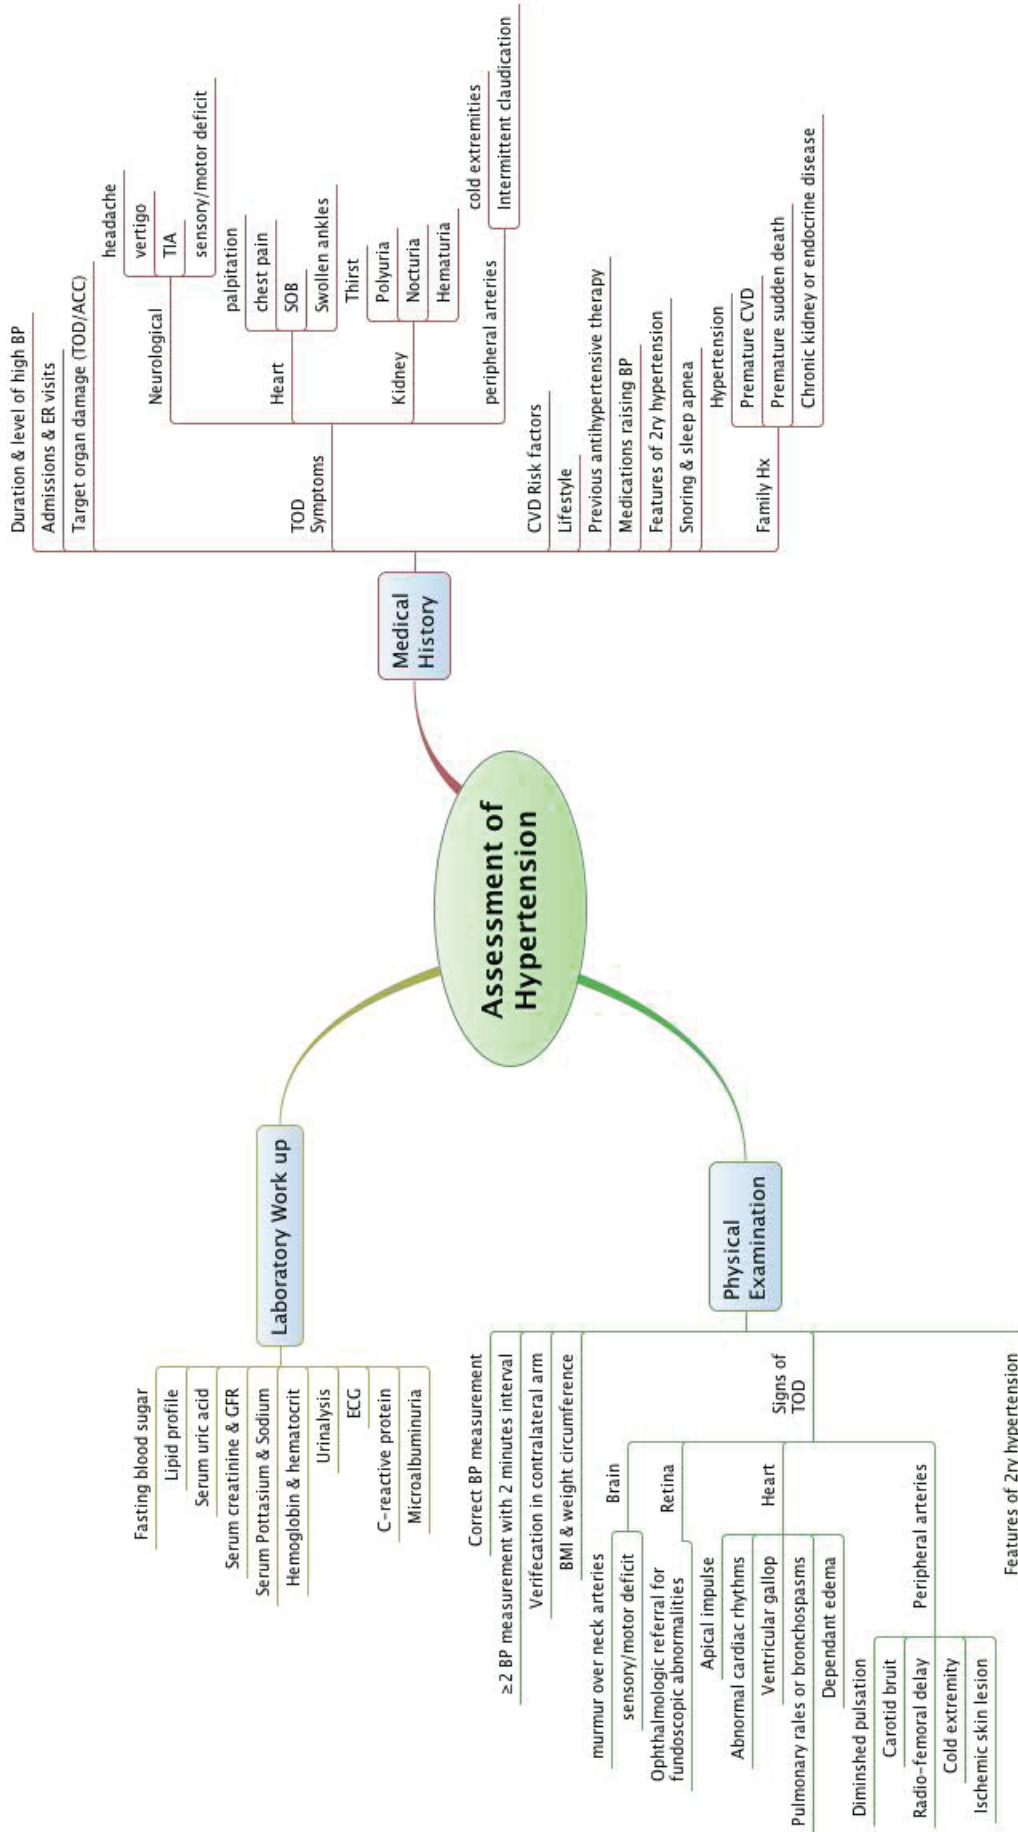 Assessment of
Hypertension
Medical
History
Duration & level of high BP
Admissions & ER visits
Target organ damage (TOD/ACC)
TOD
Symptoms
Neurological
headache
vertigo
TIA
sensory/motor deficit
Heart
palpitation
chest pain
SOB
Swollen ankles
Kidney
Thirst
Polyuria
Nocturia
Hematuria
peripheral arteries
cold extremities
Intermittent claudication
CVD Risk factors
Lifestyle
Previous antihypertensive therapy
Medications raising BP
Features of 2ry hypertension
Snoring & sleep apnea
Family Hx
Hypertension
Premature CVD
Premature sudden death
Chronic kidney or endocrine disease
Laboratory Work up
Fasting blood sugar
Lipid profile
Serum uric acid
Serum creatinine & GFR
Serum Pottasium & Sodium
Hemoglobin & hematocrit
Urinalysis
ECG
C-reactive protein
Microalbuminuria
Physical
Examination
Correct BP measurement
≥2 BP measurement with 2 minutes interval
Verifecation in contralateral arm
BMI & weight circumference
Signs of
TOD
Brain
murmur over neck arteries
sensory/motor deficit
Retina
Ophthalmologic referral for
fundoscopic abnormalities
Heart
Apical impulse
Abnormal cardiac rhythms
Ventricular gallop
Pulmonary rales or bronchospasms
Dependant edema
Peripheral arteries
Diminshed pulsation
Carotid bruit
Radio-femoral delay
Cold extremity
Ischemic skin lesion
Features of 2ry hypertension